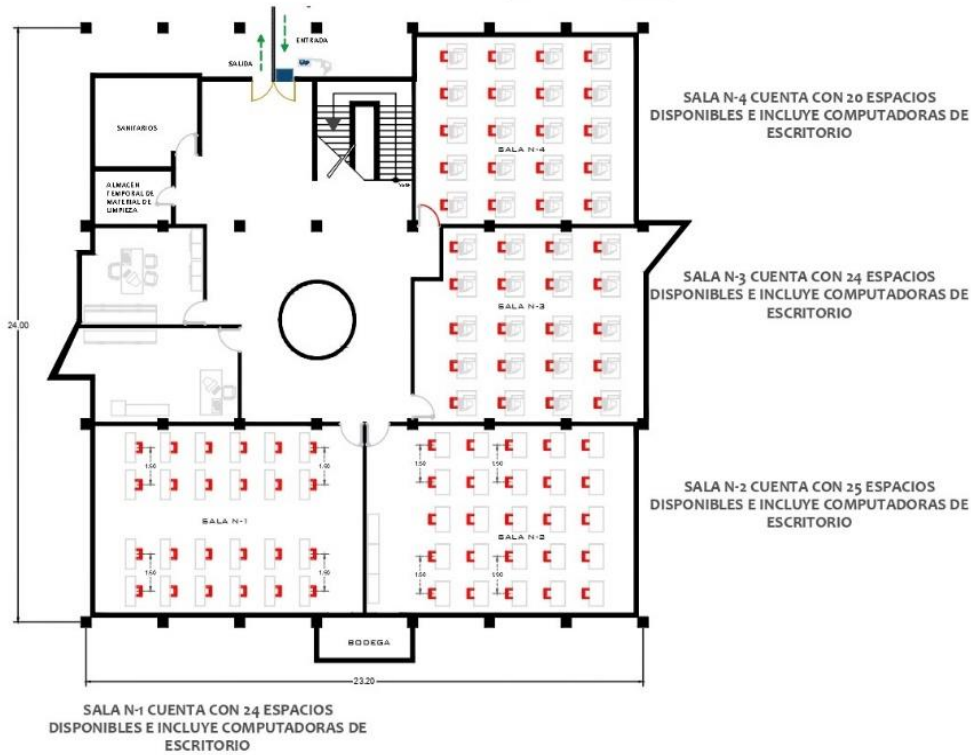 ENTRADA
SALIDA
SANITARIOS
ALMACÉN
TEMPORAL DE
MATERIAL DE
LIMPIEZA
SALA N-4
SALA N-4 CUENTA CON 20 ESPACIOS
DISPONIBLES E INCLUYE COMPUTADORAS DE
ESCRITORIO
SALA N-3
SALA N-3 CUENTA CON 24 ESPACIOS
DISPONIBLES E INCLUYE COMPUTADORAS DE
ESCRITORIO
24.00
1.50
1.50
1.50
1.50
SALA N-1
SALA N-2
1.50
1.50
1.50
1.50
SALA N-2 CUENTA CON 25 ESPACIOS
DISPONIBLES E INCLUYE COMPUTADORAS DE
ESCRITORIO
BODEGA
23.20
SALA N-1 CUENTA CON 24 ESPACIOS
DISPONIBLES E INCLUYE COMPUTADORAS DE
ESCRITORIO